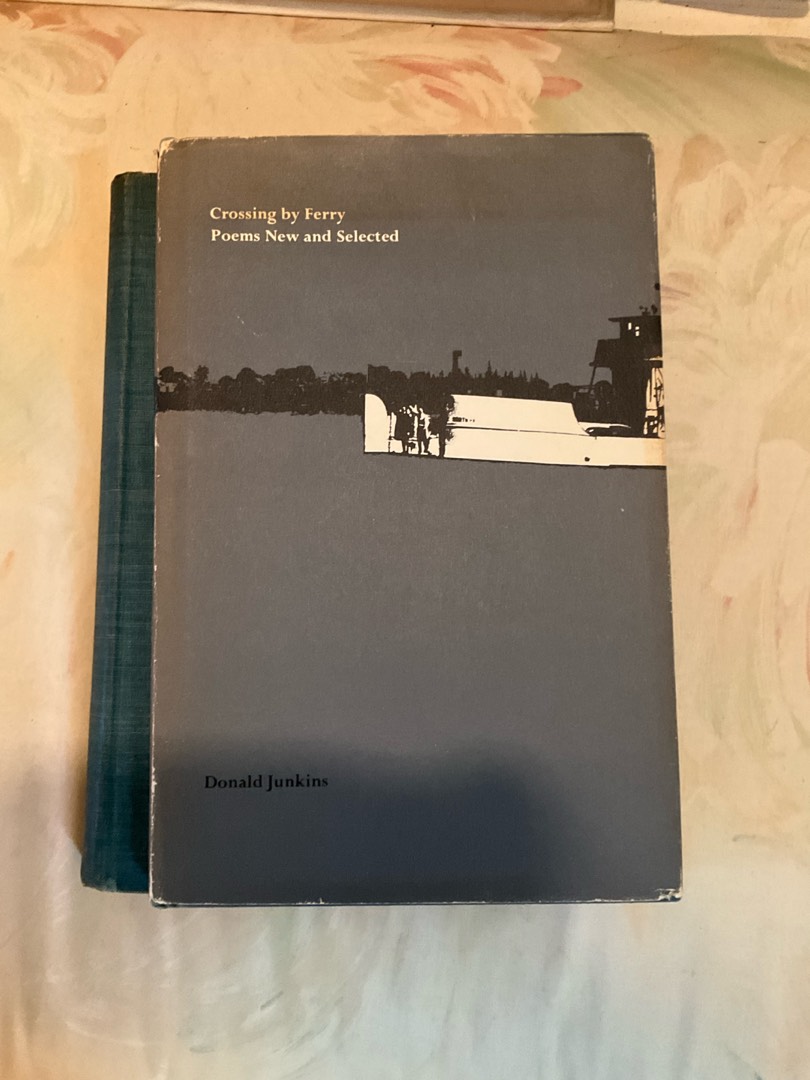 Crossing by Ferry
Poems New and Selected
Donald Junkins